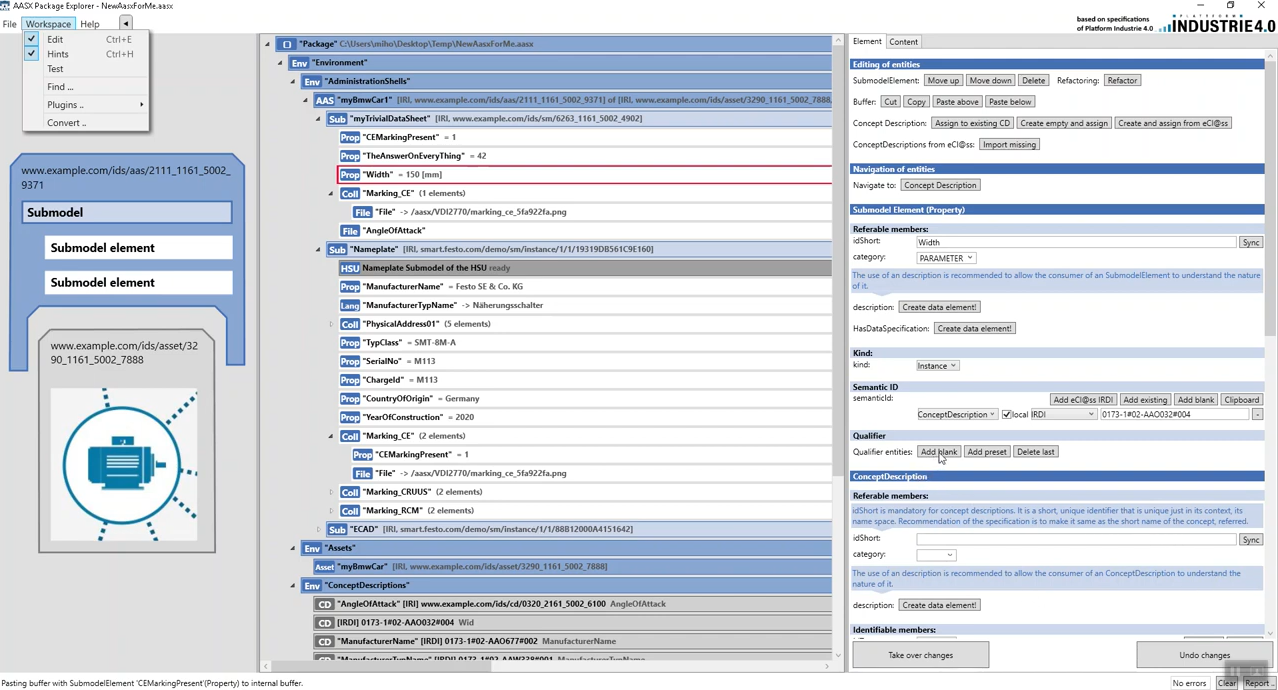 AASX Package Explorer - NewAasxForMe.aasx
File Workspace Help
Edit Ctrl+E
Hints Ctrl+H
Test
Find ...
Plugins ..
Convert ..
based on specifications
of Platform Industrie 4.0
PLATTFORM
INDUSTRIE4.0
www.example.com/ids/aas/2111_1161_5002_
9371
Submodel
Submodel element
Submodel element
www.example.com/ids/asset/32
90_1161_5002_7888
"Package" C:\Users\miho\Desktop\Temp\NewAasxForMe.aasx
Env "Environment"
Env "AdministrationShells"
AAS "myBmwCar1" [IRI, www.example.com/ids/aas/2111_1161_5002_9371] of [IRI, www.example.com/ids/asset/3290_1161_5002_7888,
Sub "myTrivialDataSheet" [IRI, www.example.com/ids/sm/6263_1161_5002_4902]
Prop "CEMarkingPresent" = 1
Prop "TheAnswerOnEveryThing" = 42
Prop "Width" = 150 [mm]
Coll "Marking_CE" (1 elements)
File "File" -> /aasx/VDI2770/marking_ce_5fa922fa.png
File "AngleOfAttack"
Sub "Nameplate" [IRI, smart.festo.com/demo/sm/instance/1/1/19319DB561C9E160]
HSU Nameplate Submodel of the HSU ready
Prop "ManufacturerName" = Festo SE & Co. KG
Lang "ManufacturerTypName" -> Näherungsschalter
Coll "PhysicalAddress01" (5 elements)
Prop "TypClass" = SMT-8M-A
Prop "SerialNo" = M113
Prop "ChargeId" = M113
Prop "CountryOfOrigin" = Germany
Prop "YearOfConstruction" = 2020
Coll "Marking_CE" (2 elements)
Prop "CEMarkingPresent" = 1
File "File" -> /aasx/VDI2770/marking_ce_5fa922fa.png
Coll "Marking_CRUUS" (2 elements)
Coll "Marking_RCM" (2 elements)
Sub "ECAD" [IRI, smart.festo.com/demo/sm/instance/1/1/88B12000A4151642]
Env "Assets"
Asset "myBmwCar" [IRI, www.example.com/ids/asset/3290_1161_5002_7888]
Env "ConceptDescriptions"
CD "AngleOfAttack" [IRI] www.example.com/ids/cd/0320_2161_5002_6100 AngleOfAttack
CD [IRDI] 0173-1#02-AAO032#004 Wid
CD "ManufacturerName" [IRDI] 0173-1#02-AAO677#002 ManufacturerName
CD "ManufacturerTypName" [IRDI] 0173-1#02-AAW338#001 ManufacturerTypName
Element Content
Editing of entities
SubmodelElement: Move up Move down Delete Refactoring: Refactor
Buffer: Cut Copy Paste above Paste below
Concept Description: Assign to existing CD Create empty and assign Create and assign from eCl@ss
ConceptDescriptions from eCl@ss: Import missing
Navigation of entities
Navigate to: Concept Description
Submodel Element (Property)
Referable members:
idShort: Width Sync
category: PARAMETER
The use of an description is recommended to allow the consumer of an SubmodelElement to understand the nature
of it.
description: Create data element!
HasDataSpecification: Create data element!
Kind:
kind: Instance
Semantic ID
semanticId: Add eCl@ss IRDI Add existing Add blank Clipboard
ConceptDescription local IRDI 0173-1#02-AAO032#004 -
Qualifier
Qualifier entities: Add blank Add preset Delete last
ConceptDescription
Referable members:
idShort is mandatory for concept descriptions. It is a short, unique identifier that is unique just in its context, its
name space. Recommendation of the specification is to make it same as the short name of the concept, referred.
idShort: Sync
category:
The use of an description is recommended to allow the consumer of an ConceptDescription to understand the
nature of it.
description: Create data element!
Identifiable members:
Take over changes Undo changes
Pasting buffer with SubmodelElement 'CEMarkingPresent'(Property) to internal buffer.
No errors Clear Report..